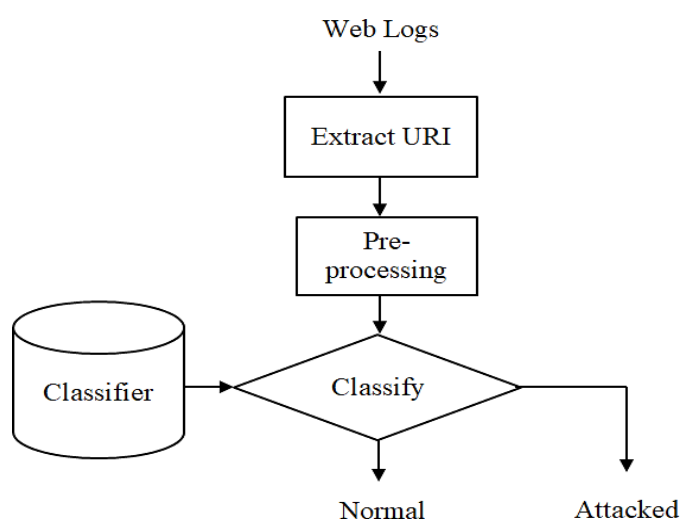 Web Logs
Extract URI
Pre-
processing
Classifier
Classify
Normal
Attacked